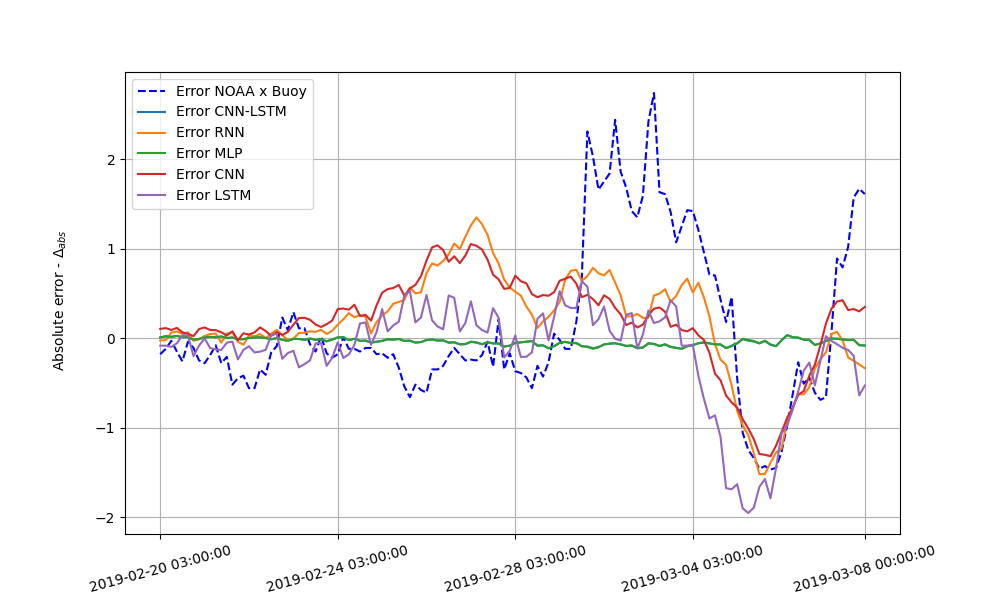 Error NOAA x Buoy
Error CNN-LSTM
Error RNN
Error MLP
Error CNN
Error LSTM
Absolute error - Δabs
2
1
0
−1
−2
2019-02-20 03:00:00
2019-02-24 03:00:00
2019-02-28 03:00:00
2019-03-04 03:00:00
2019-03-08 00:00:00